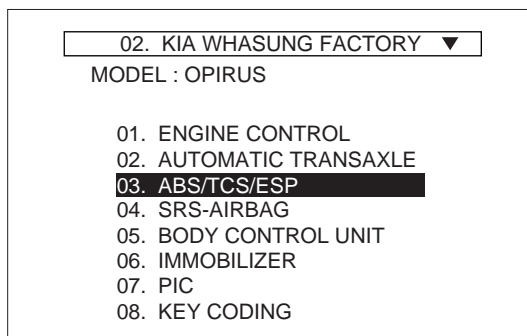 02. KIA WHASUNG FACTORY ▼
MODEL : OPIRUS
01. ENGINE CONTROL
02. AUTOMATIC TRANSAXLE
03. ABS/TCS/ESP
04. SRS-AIRBAG
05. BODY CONTROL UNIT
06. IMMOBILIZER
07. PIC
08. KEY CODING